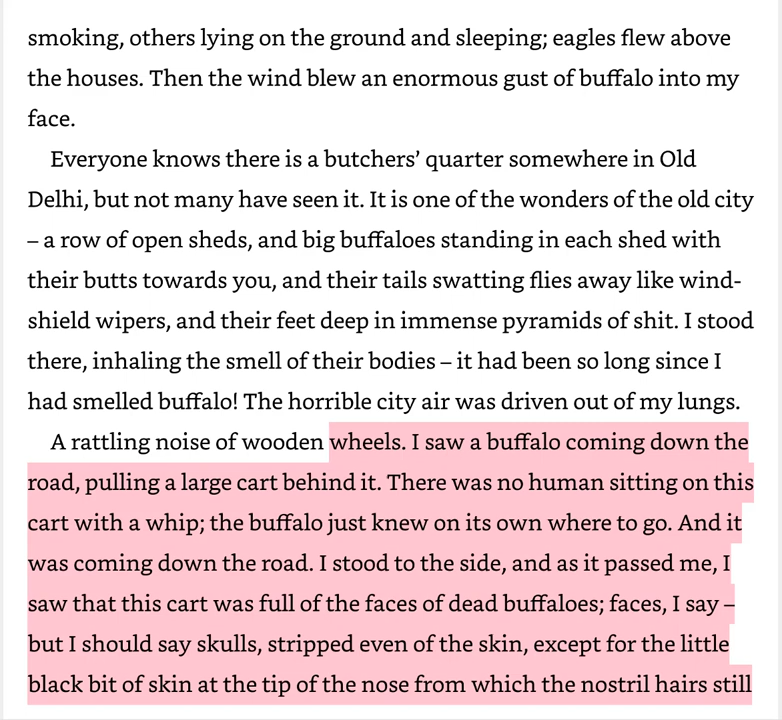 smoking, others lying on the ground and sleeping; eagles flew above
the houses. Then the wind blew an enormous gust of buffalo into my
face.
Everyone knows there is a butchers’ quarter somewhere in Old
Delhi, but not many have seen it. It is one of the wonders of the old city
– a row of open sheds, and big buffaloes standing in each shed with
their butts towards you, and their tails swatting flies away like wind-
shield wipers, and their feet deep in immense pyramids of shit. I stood
there, inhaling the smell of their bodies – it had been so long since I
had smelled buffalo! The horrible city air was driven out of my lungs.
A rattling noise of wooden wheels. I saw a buffalo coming down the
road, pulling a large cart behind it. There was no human sitting on this
cart with a whip; the buffalo just knew on its own where to go. And it
was coming down the road. I stood to the side, and as it passed me, I
saw that this cart was full of the faces of dead buffaloes; faces, I say –
but I should say skulls, stripped even of the skin, except for the little
black bit of skin at the tip of the nose from which the nostril hairs still